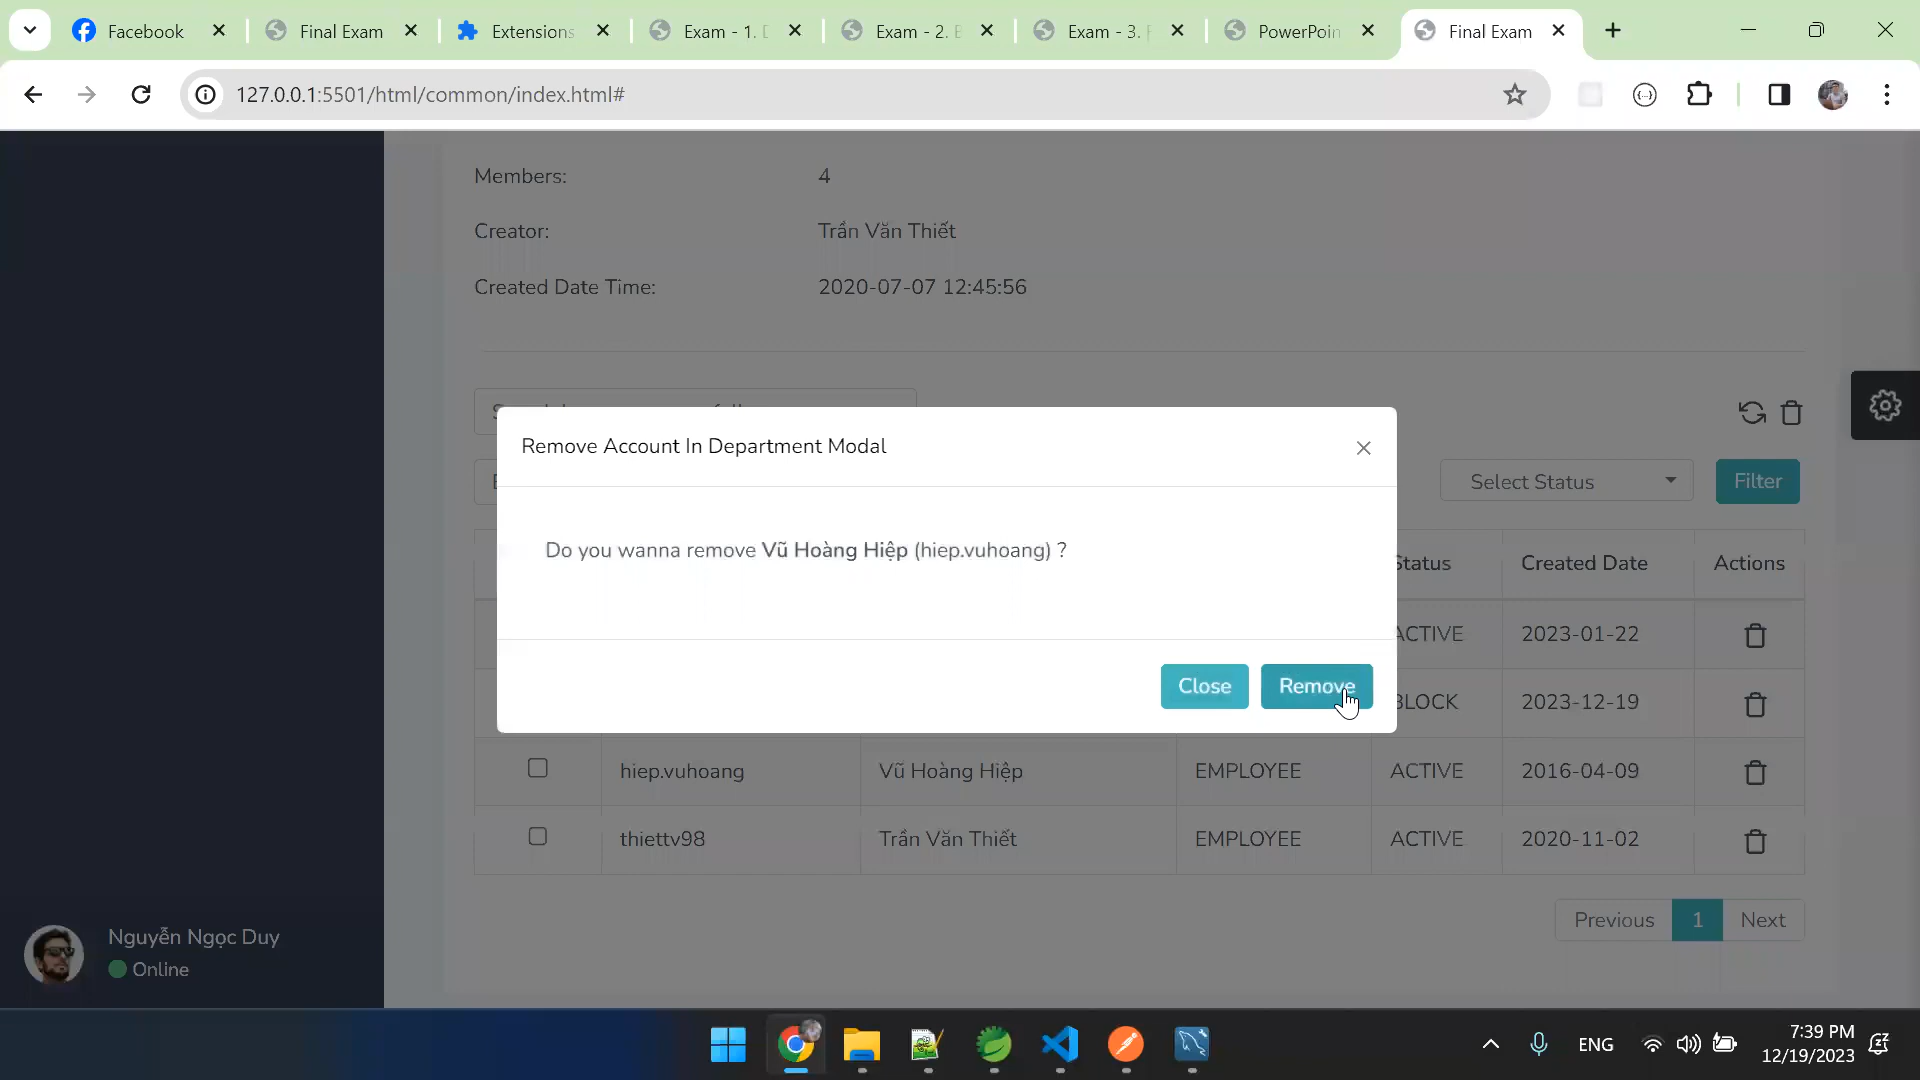 Facebook
Final Exam
Extensions
Exam - 1.
Exam - 2.
Exam - 3.
PowerPoin
Final Exam
127.0.0.1:5501/html/common/index.html#
Members: 4
Creator: Trần Văn Thiết
Created Date Time: 2020-07-07 12:45:56
Select Status
Filter
Remove Account In Department Modal
Do you wanna remove Vũ Hoàng Hiệp (hiep.vuhoang) ?
Close Remove
Status Created Date Actions
ACTIVE 2023-01-22
BLOCK 2023-12-19
hiep.vuhoang Vũ Hoàng Hiệp EMPLOYEE ACTIVE 2016-04-09
thiettv98 Trần Văn Thiết EMPLOYEE ACTIVE 2020-11-02
Previous 1 Next
Nguyễn Ngọc Duy
Online
ENG
7:39 PM
12/19/2023